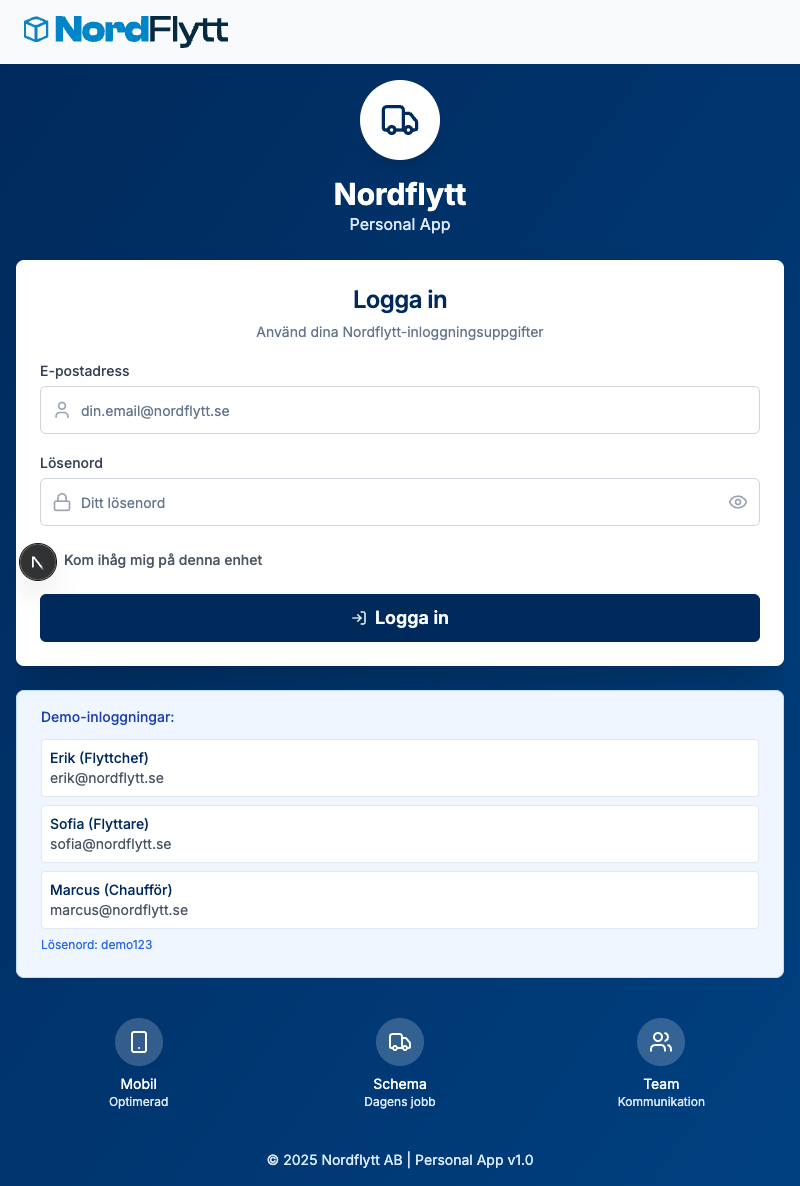 NordFlytt
Nordflytt
Personal App
Logga in
Använd dina Nordflytt-inloggningsuppgifter
E-postadress
din.email@nordflytt.se
Lösenord
Ditt lösenord
Kom ihåg mig på denna enhet
Logga in
Demo-inloggningar:
Erik (Flyttchef)
erik@nordflytt.se
Sofia (Flyttare)
sofia@nordflytt.se
Marcus (Chaufför)
marcus@nordflytt.se
Lösenord: demo123
Mobil
Optimerad
Schema
Dagens jobb
Team
Kommunikation
© 2025 Nordflytt AB | Personal App v1.0